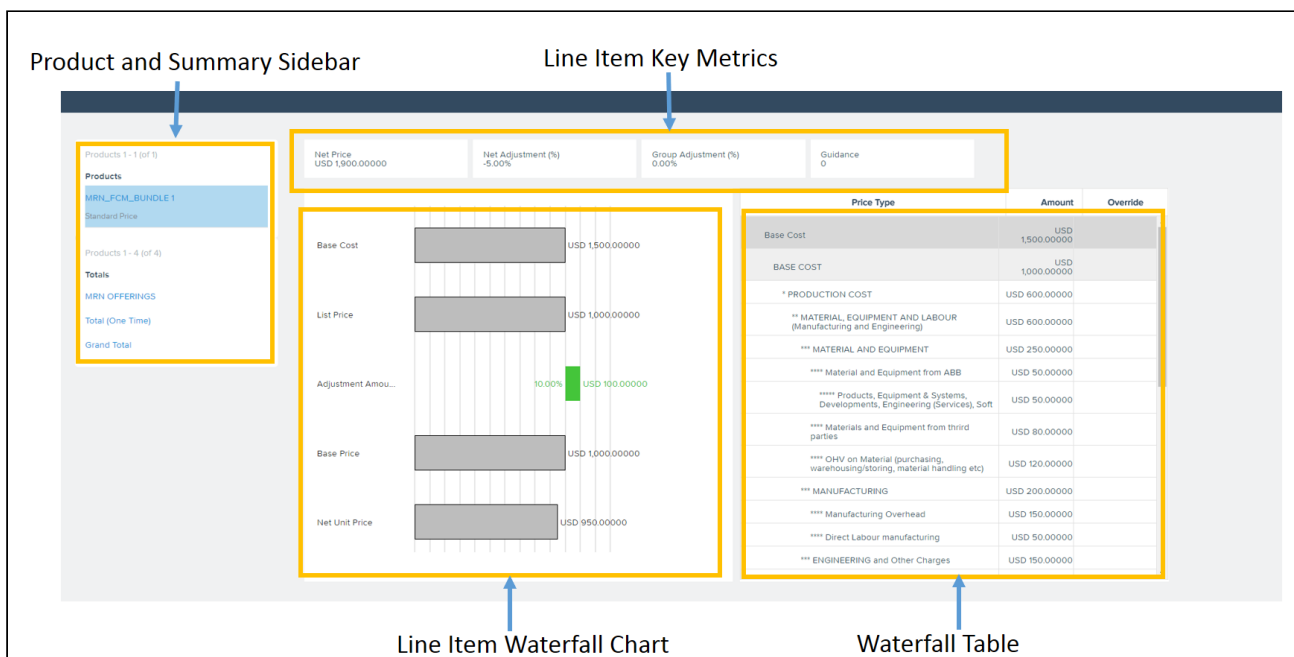 Product and Summary Sidebar
Line Item Key Metrics
Products 1 - 1 (of 1)
Products
MRN_FCM_BUNDLE 1
Standard Price
Products 1 - 4 (of 4)
Totals
MRN OFFERINGS
Total (One Time)
Grand Total
Net Price
USD 1,900.00000
Net Adjustment (%)
-5.00%
Group Adjustment (%)
0.00%
Guidance
0
Base Cost
USD 1,500.00000
List Price
USD 1,000.00000
Adjustment Amou...
10.00%
USD 100.00000
Base Price
USD 1,000.00000
Net Unit Price
USD 950.00000
Price Type Amount Override
Base Cost USD
1,500.00000
BASE COST USD
1,000.00000
* PRODUCTION COST USD 600.00000
** MATERIAL, EQUIPMENT AND LABOUR
(Manufacturing and Engineering) USD 600.00000
*** MATERIAL AND EQUIPMENT USD 250.00000
**** Material and Equipment from ABB USD 50.00000
***** Products, Equipment & Systems,
Developments, Engineering (Services), Soft USD 50.00000
**** Materials and Equipment from thrird
parties USD 80.00000
**** OHV on Material (purchasing,
warehousing/storing, material handling etc) USD 120.00000
*** MANUFACTURING USD 200.00000
**** Manufacturing Overhead USD 150.00000
**** Direct Labour manufacturing USD 50.00000
*** ENGINEERING and Other Charges USD 150.00000
Line Item Waterfall Chart
Waterfall Table